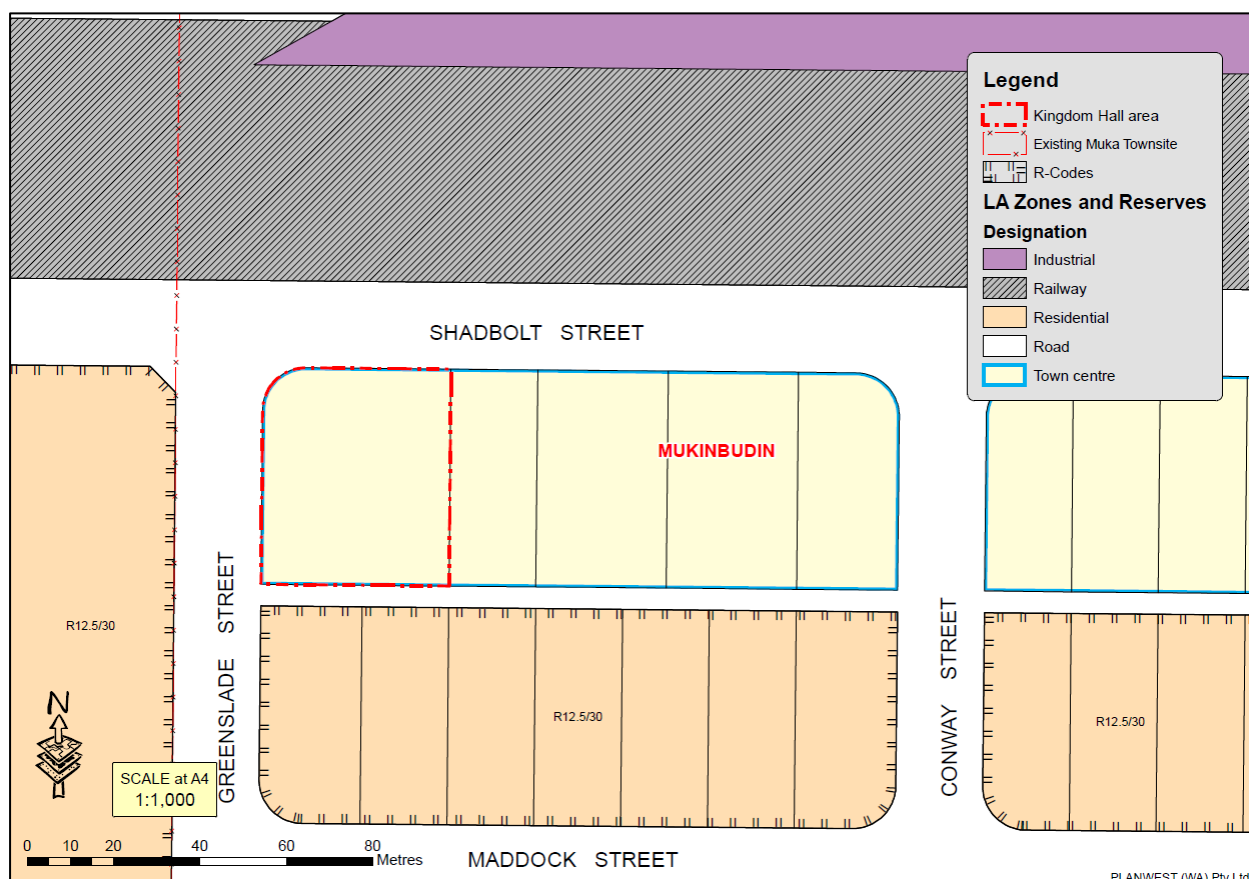 Legend
Kingdom Hall area
Existing Muka Townsite
R-Codes
LA Zones and Reserves
Designation
Industrial
Railway
Residential
Road
Town centre
SHADBOLT STREET
MUKINBUDIN
GREENSLADE STREET
CONWAY STREET
R12.5/30
R12.5/30
R12.5/30
N
SCALE at A4
1:1,000
0 10 20 40 60 80 Metres
MADDOCK STREET
PLANWEST (WA) Pty Ltd